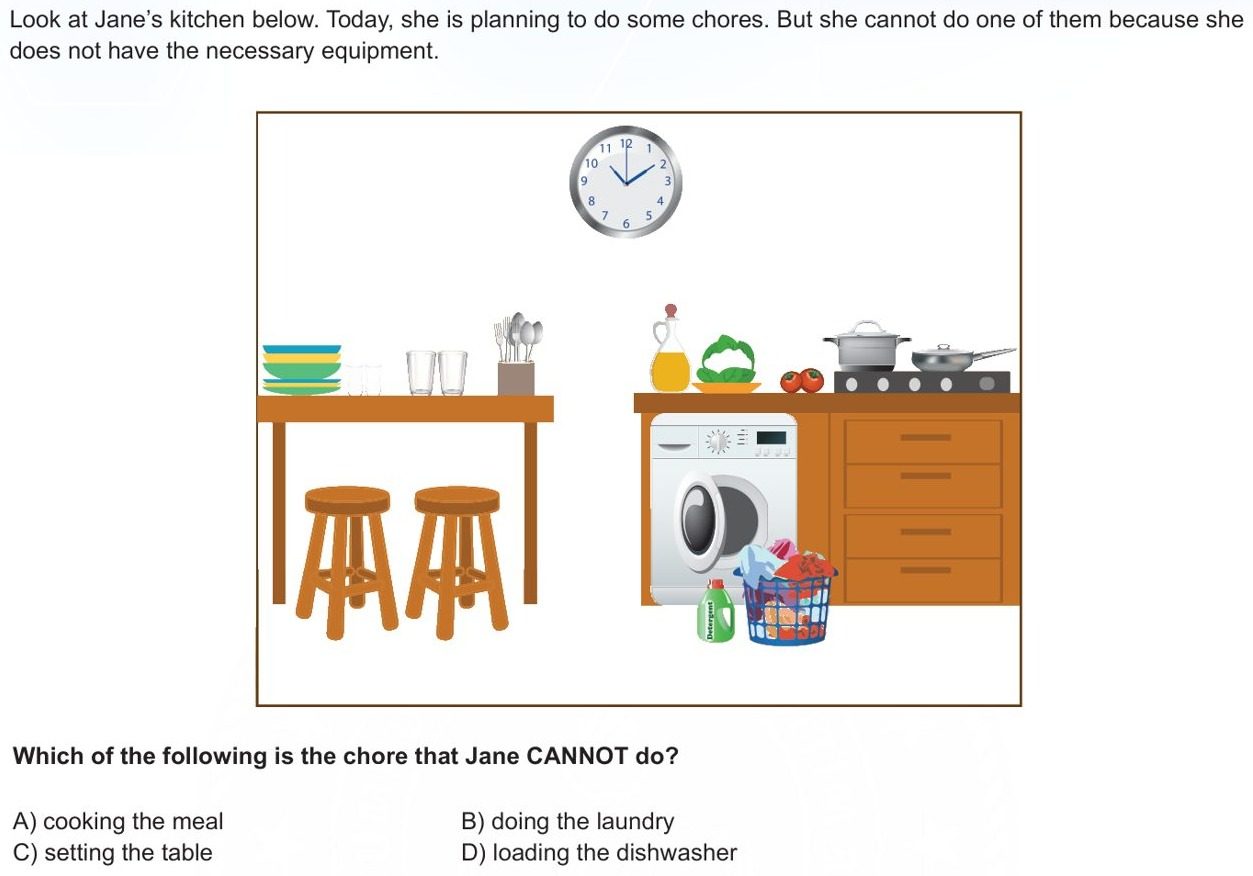 Look at Jane’s kitchen below. Today, she is planning to do some chores. But she cannot do one of them because she
does not have the necessary equipment.
11 12 1
10 2
9 3
8 4
7 6 5
Detergent
Which of the following is the chore that Jane CANNOT do?
A) cooking the meal
B) doing the laundry
C) setting the table
D) loading the dishwasher